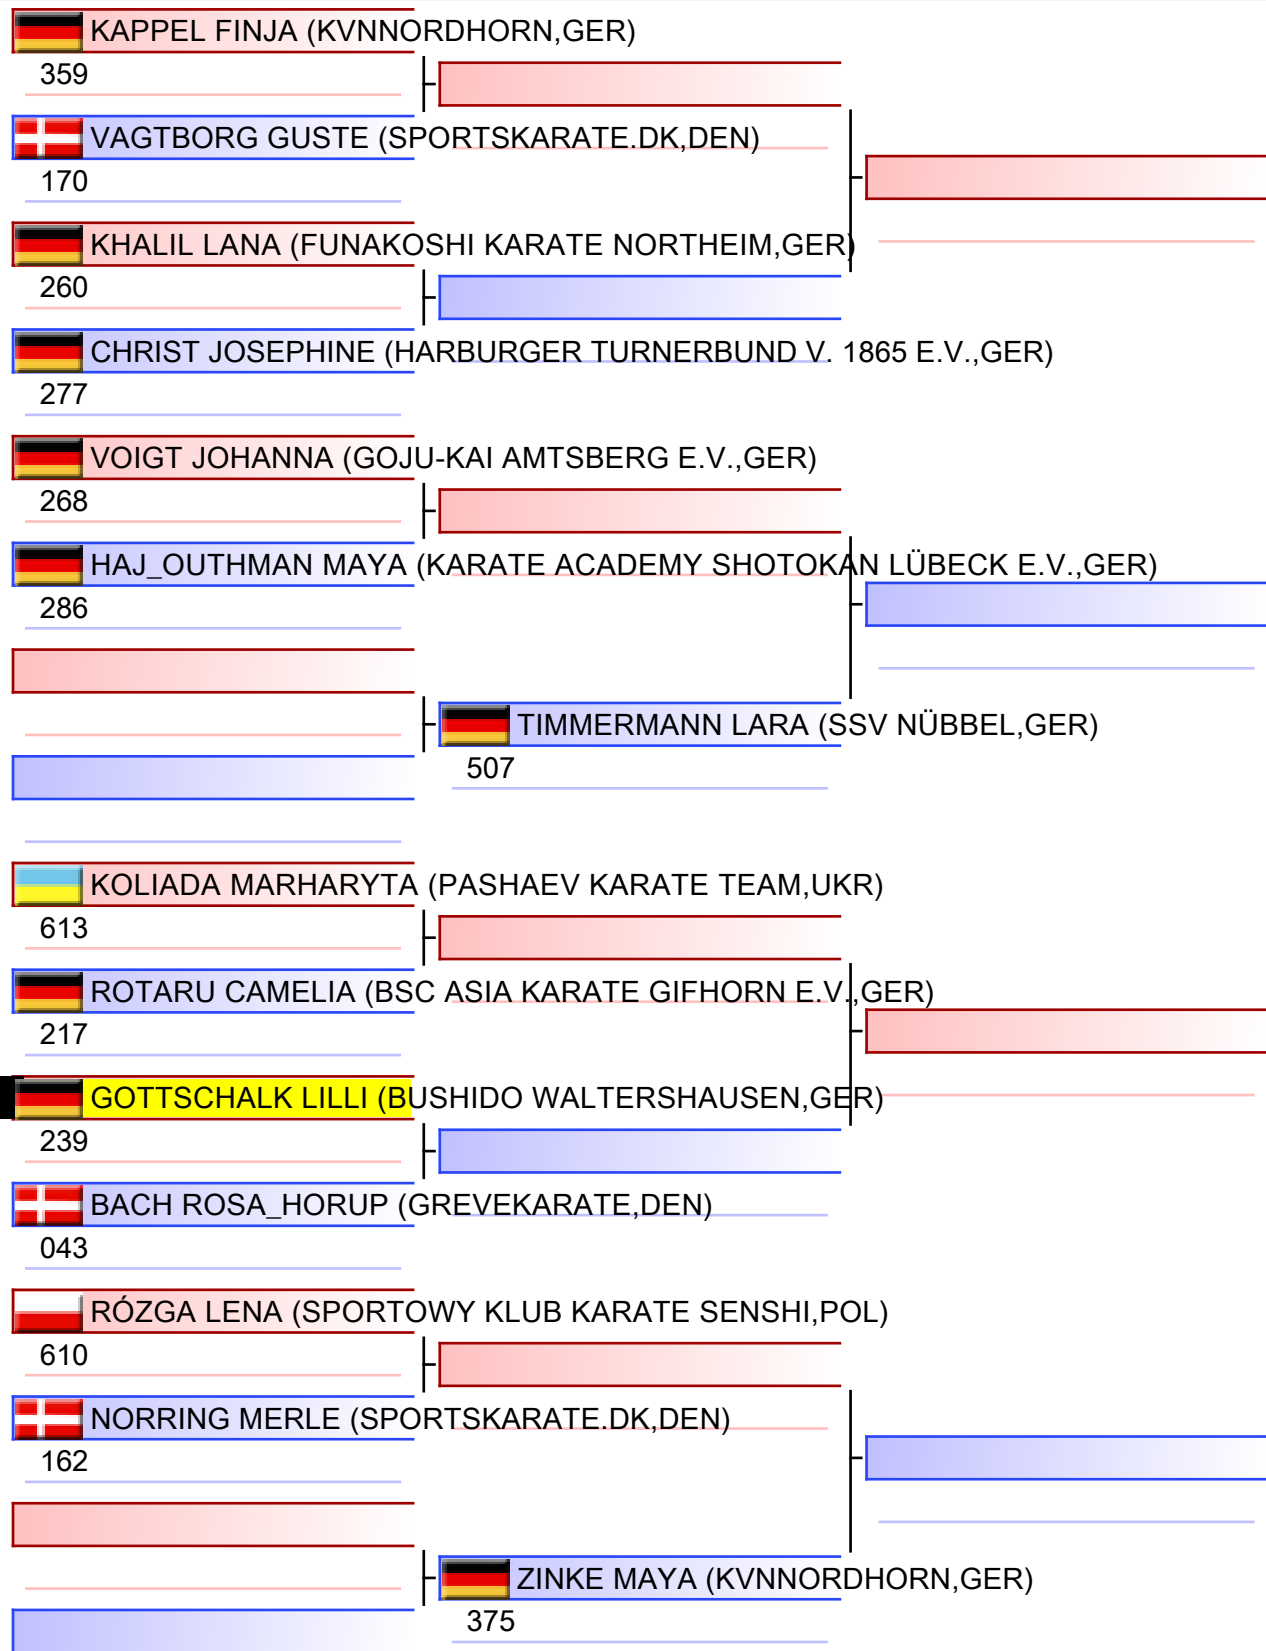 KAPPEL FINJA (KVNNORDHORN,GER)
359
VAGTBORG GUSTE (SPORTSKARATE.DK,DEN)
170
KHALIL LANA (FUNAKOSHI KARATE NORTHEIM,GER)
260
CHRIST JOSEPHINE (HARBURGER TURNERBUND V. 1865 E.V.,GER)
277
VOIGT JOHANNA (GOJU-KAI AMTSBERG E.V.,GER)
268
HAJ_OUTHMAN MAYA (KARATE ACADEMY SHOTOKAN LÜBECK E.V.,GER)
286
TIMMERMANN LARA (SSV NÜBBEL,GER)
507
KOLIADA MARHARYTA (PASHAEV KARATE TEAM,UKR)
613
ROTARU CAMELIA (BSC ASIA KARATE GIFHORN E.V.,GER)
217
GOTTSCHALK LILLI (BUSHIDO WALTERSHAUSEN,GER)
239
BACH ROSA_HORUP (GREVEKARATE,DEN)
043
RÓZGA LENA (SPORTOWY KLUB KARATE SENSHI,POL)
610
NORRING MERLE (SPORTSKARATE.DK,DEN)
162
ZINKE MAYA (KVNNORDHORN,GER)
375